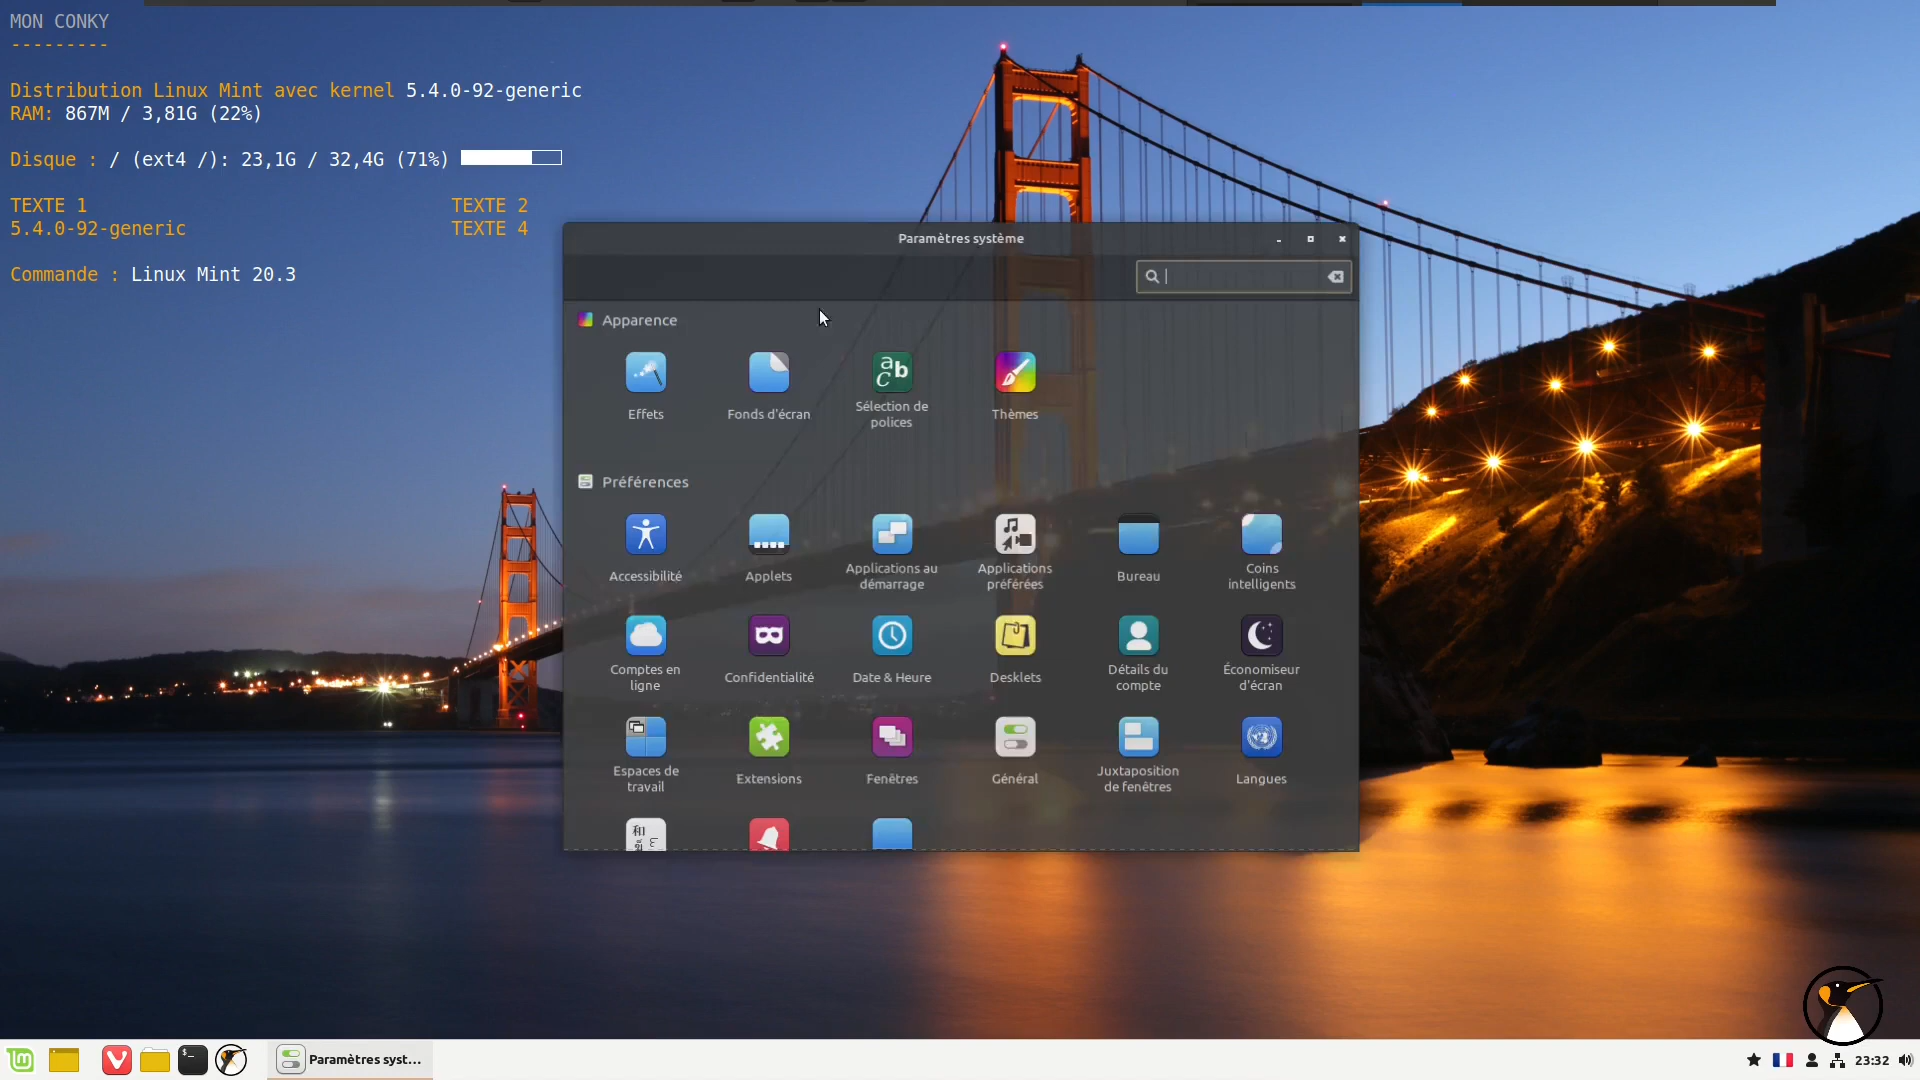 MON CONKY
---------
Distribution Linux Mint avec kernel 5.4.0-92-generic
RAM: 867M / 3,81G (22%)
Disque : / (ext4 /): 23,1G / 32,4G (71%)
TEXTE 1 TEXTE 2
5.4.0-92-generic TEXTE 4
Commande : Linux Mint 20.3
Paramètres système
Apparence
Effets
Fonds d'écran
Sélection de
polices
Thèmes
Préférences
Accessibilité
Applets
Applications au
démarrage
Applications
préférées
Bureau
Coins
intelligents
Comptes en
ligne
Confidentialité
Date & Heure
Desklets
Détails du
compte
Économiseur
d'écran
Espaces de
travail
Extensions
Fenêtres
Général
Juxtaposition
de fenêtres
Langues
Paramètres syst...
23:32